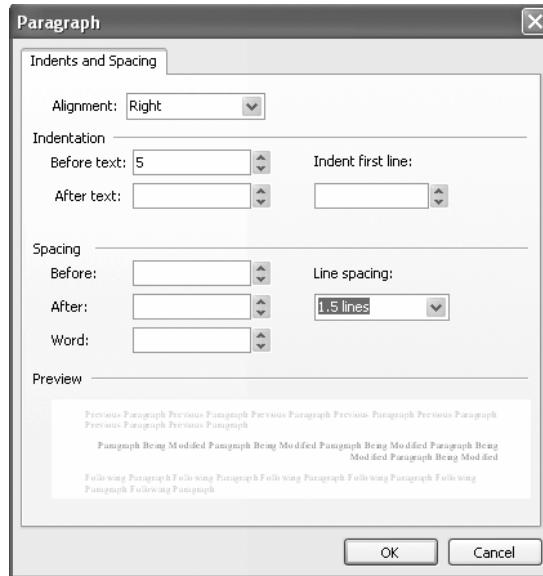 Paragraph
Indents and Spacing
Alignment: Right
Indentation
Before text: 5
Indent first line:
After text:
Spacing
Before:
Line spacing:
After:
1.5 lines
Word:
Preview
Previous Paragraph Previous Paragraph Previous Paragraph Previous Paragraph Previous Paragraph
Previous Paragraph Previous Paragraph
Paragraph Being Modified Paragraph Being Modified Paragraph Being Modified Paragraph Being
Modified Paragraph Being Modified
Following Paragraph Following Paragraph Following Paragraph Following Paragraph Following
Paragraph Following Paragraph
OK
Cancel